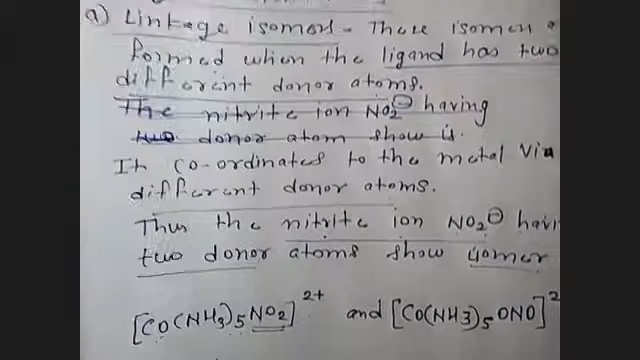 a) Linkage isomers - These isomers a
formed when the ligand has two
different donor atoms.
The nitrite ion NO₂⊖ having
two donor atom show is.
It co-ordinates to the metal via
different donor atoms.
Thus the nitrite ion NO₂⊖ havi
two donor atoms show isomer
[Co(NH₃)₅NO₂]²⁺ and [Co(NH3)₅ONO]²